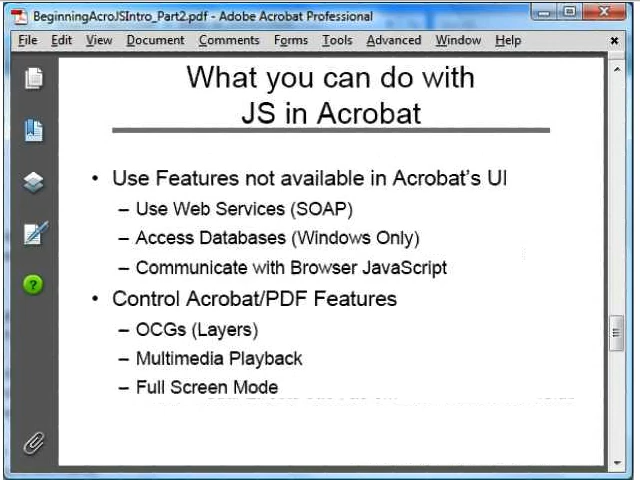 BeginningAcroJSIntro_Part2.pdf - Adobe Acrobat Professional
File Edit View Document Comments Forms Tools Advanced Window Help
What you can do with
JS in Acrobat
• Use Features not available in Acrobat's UI
– Use Web Services (SOAP)
– Access Databases (Windows Only)
– Communicate with Browser JavaScript
• Control Acrobat/PDF Features
– OCGs (Layers)
– Multimedia Playback
– Full Screen Mode